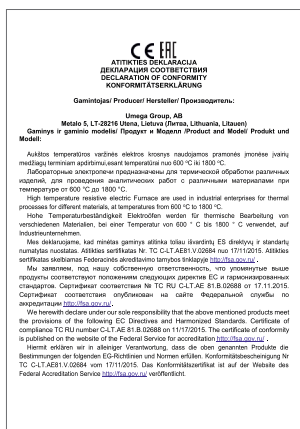 CE EAC
ATITIKTIES DEKLARACIJA
ДЕКЛАРАЦИЯ СООТВЕТСТВИЯ
DECLARATION OF CONFORMITY
KONFORMITÄTSERKLÄRUNG
Gamintojas/ Producer/ Hersteller/ Производитель:
Umega Group, AB
Metalo 5, LT-28216 Utena, Lietuva (Литва, Lithuania, Litauen)
Gaminys ir gaminio modelis/ Продукт и Модели /Product and Model/ Produkt und
Modell:
Aukštos temperatūros varžinės elektros krosnys naudojamos pramonės įmonėse įvairių
medžiagų terminiam apdirbimui,esant temperatūrai nuo 600 ºC iki 1800 ºC.
Лабораторные электропечи предназначены для термической обработки различных
изделий, для проведения аналитических работ с различными материалами при
температуре от 600 °C до 1800 °C.
High temperature resistive electric Furnace are used in industrial enterprises for thermal
processes for different materials, at temperatures from 600 ºC to 1800 ºC.
Hohe Temperaturbeständigkeit Elektroöfen werden für thermische Bearbeitung von
verschiedenen Materialien, bei einer Temperatur von 600 ° C bis 1800 ° C verwendet, auf
Industrieunternehmen.
Mes deklaruojame, kad minėtas gaminys atitinka toliau išvardintų ES direktyvų ir standartų
numatytas nuostatas. Atitikties sertifikatas Nr. TC C-LT.AE81.V.02684 nuo 17/11/2015. Atitikties
sertifikatas skelbiamas Federacinės akreditavimo tarnybos tinklapyje http://fsa.gov.ru/ .
Мы заявляем, под нашу собственную ответственность, что упомянутые выше
продукты соответствуют положениям следующих директив ЕС и гармонизированных
стандартов. Сертификат соответствия № ТС RU C-LT.AE 81.B.02688 от 17.11.2015.
Сертификат соответствия опубликован на сайте Федеральной службы по
аккредитации http://fsa.gov.ru/ .
We herewith declare under our sole responsibility that the above mentioned products meet
the provisions of the following EC Directives and Harmonized Standards. Certificate of
compliance TC RU number C-LT.AE 81.B.02688 on 11/17/2015. The certificate of conformity
is published on the website of the Federal Service for accreditation http://fsa.gov.ru/ .
Hiermit erklären wir in alleiniger Verantwortung, dass die oben genannten Produkte die
Bestimmungen der folgenden EG-Richtlinien und Normen erfüllen. Konformitätsbescheinigung Nr
TC C-LT.AE81.V.02684 vom 17/11/2015. Das Konformitätszertifikat ist auf der Website des
Federal Accreditation Service http://fsa.gov.ru/ veröffentlicht.